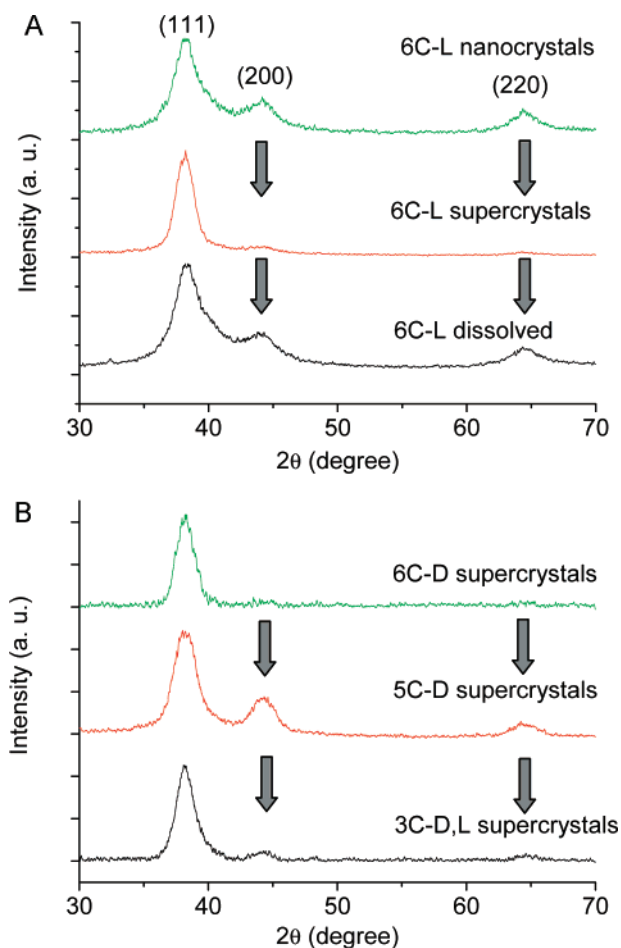 A
(111)
(200)
(220)
6C-L nanocrystals
6C-L supercrystals
6C-L dissolved
Intensity (a. u.)
30 40 50 60 70
2θ (degree)
B
6C-D supercrystals
5C-D supercrystals
3C-D,L supercrystals
Intensity (a. u.)
30 40 50 60 70
2θ (degree)